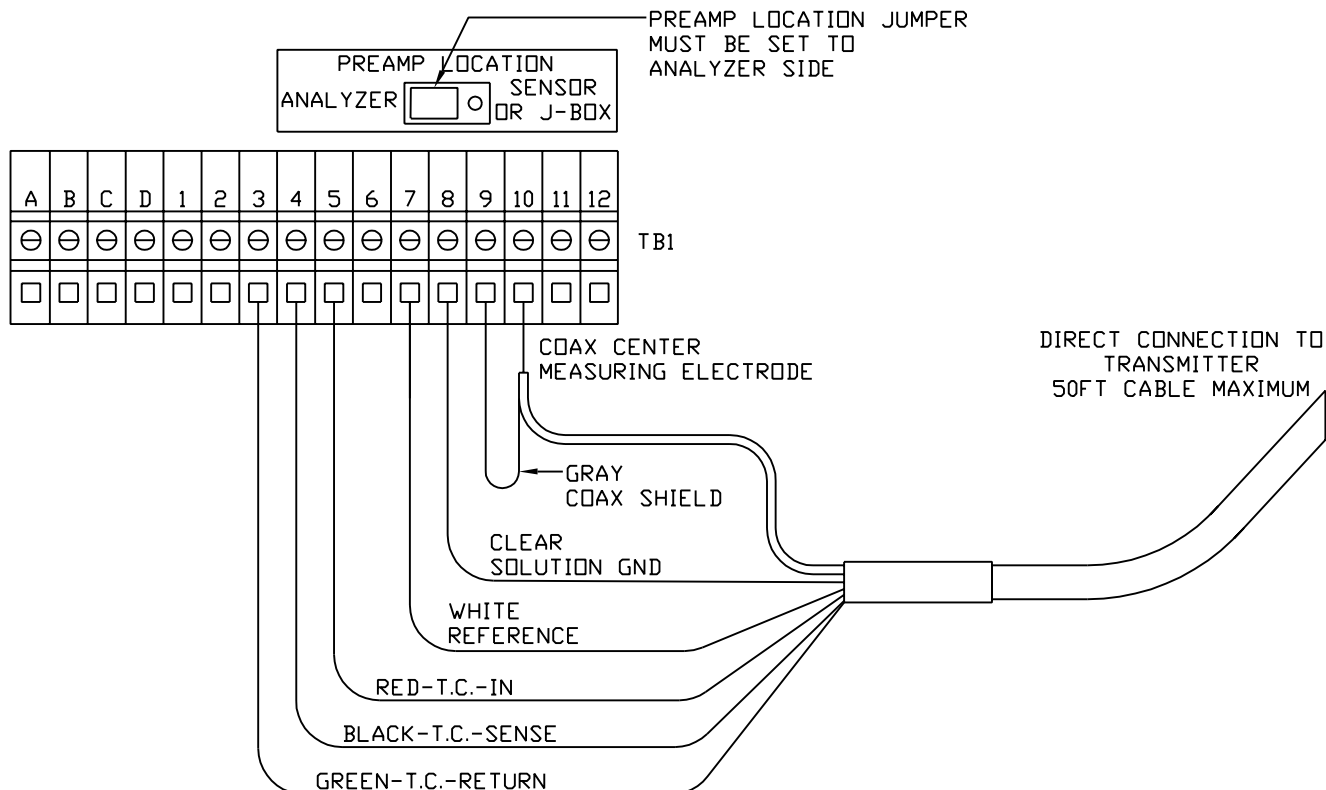 PREAMP LOCATION JUMPER
MUST BE SET TO
ANALYZER SIDE
PREAMP LOCATION
ANALYZER
SENSOR
OR J-BOX
A B C D 1 2 3 4 5 6 7 8 9 10 11 12
TB1
COAX CENTER
MEASURING ELECTRODE
DIRECT CONNECTION TO
TRANSMITTER
50FT CABLE MAXIMUM
GRAY
COAX SHIELD
CLEAR
SOLUTION GND
WHITE
REFERENCE
RED-T.C.-IN
BLACK-T.C.-SENSE
GREEN-T.C.-RETURN